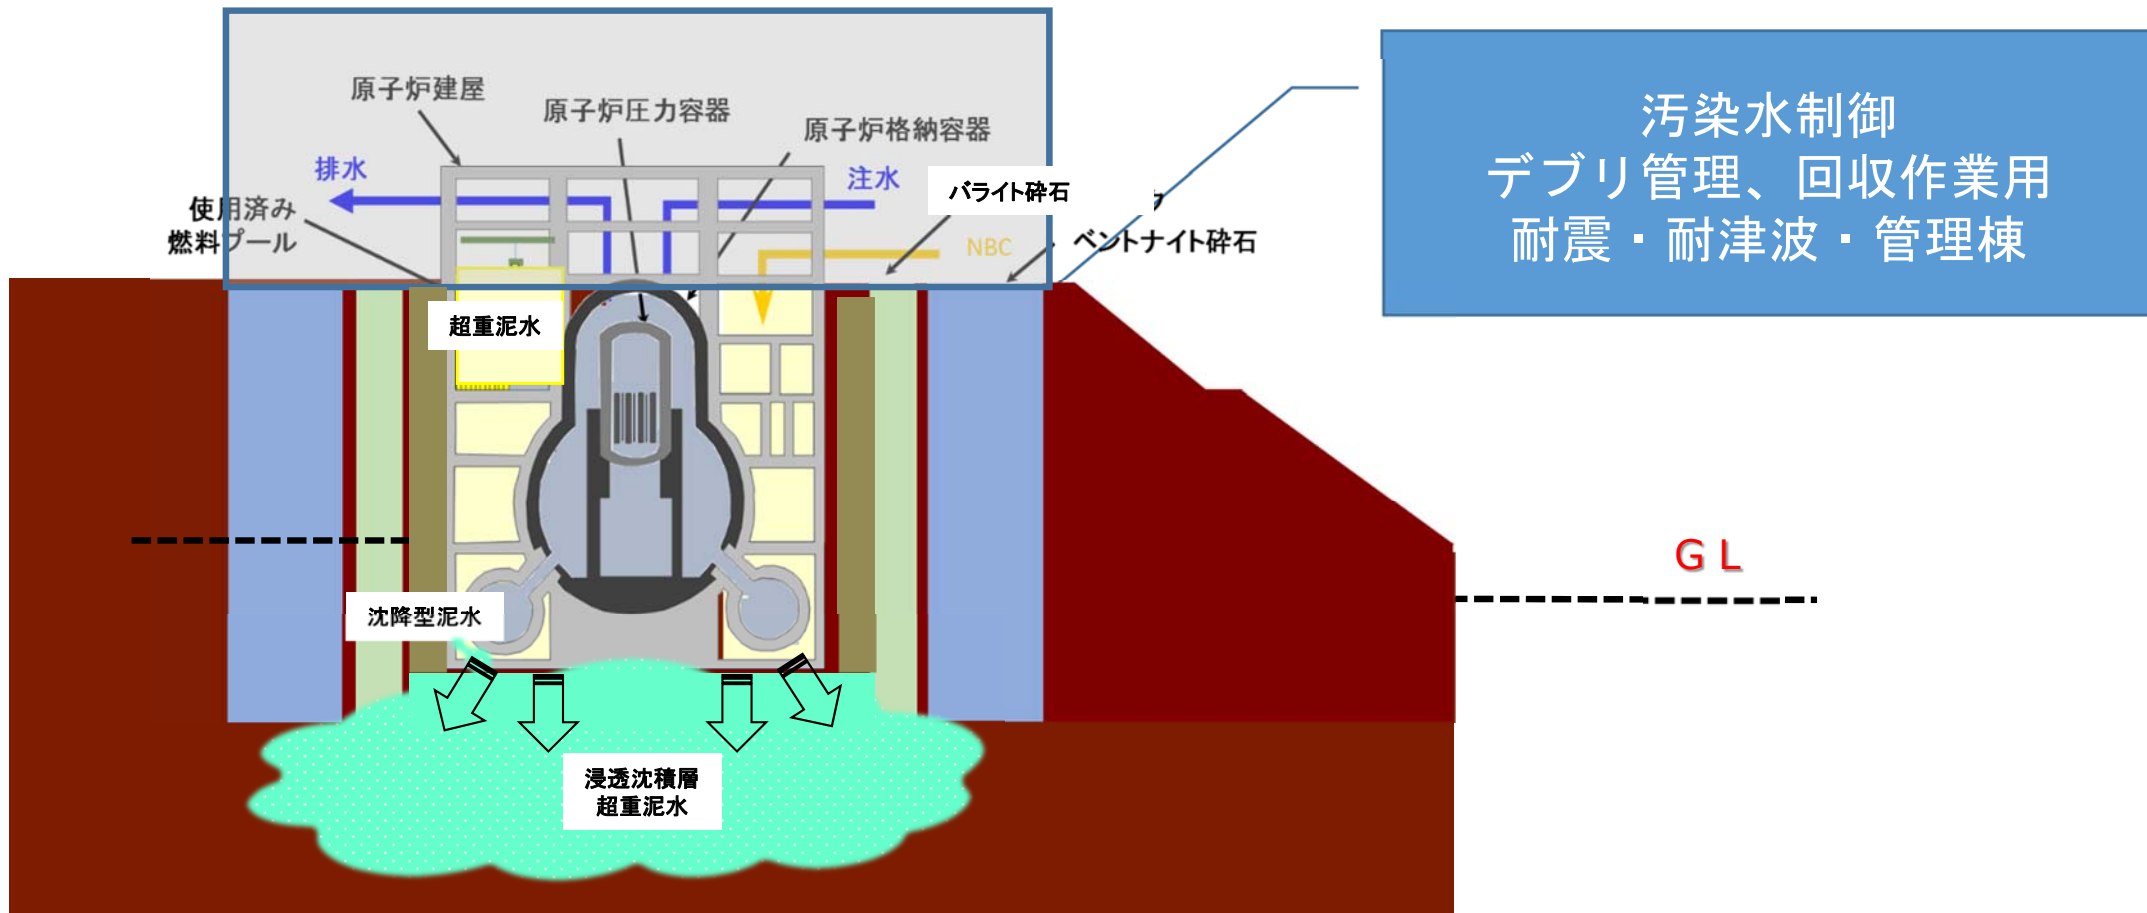 原子炉建屋
原子炉圧力容器
原子炉格納容器
排水
注水
バライト砕石
使用済み
燃料プール
NBC
ベントナイト砕石
汚染水制御
デブリ管理、回収作業用
耐震・耐津波・管理棟
超重泥水
ＧＬ
沈降型泥水
浸透沈積層
超重泥水